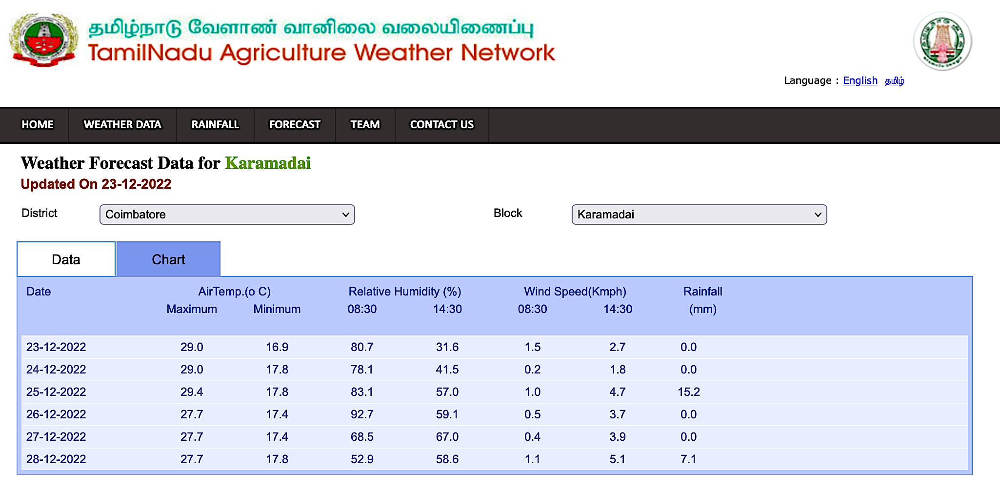 தமிழ்நாடு வேளாண் வானிலை வலையிணைப்பு
TamilNadu Agriculture Weather Network
Language : English தமிழ்
HOME WEATHER DATA RAINFALL FORECAST TEAM CONTACT US
Weather Forecast Data for Karamadai
Updated On 23-12-2022
District Coimbatore Block Karamadai
Data Chart
Date AirTemp.(o C) Relative Humidity (%) Wind Speed(Kmph) Rainfall
Maximum Minimum 08:30 14:30 08:30 14:30 (mm)
23-12-2022 29.0 16.9 80.7 31.6 1.5 2.7 0.0
24-12-2022 29.0 17.8 78.1 41.5 0.2 1.8 0.0
25-12-2022 29.4 17.8 83.1 57.0 1.0 4.7 15.2
26-12-2022 27.7 17.4 92.7 59.1 0.5 3.7 0.0
27-12-2022 27.7 17.4 68.5 67.0 0.4 3.9 0.0
28-12-2022 27.7 17.8 52.9 58.6 1.1 5.1 7.1